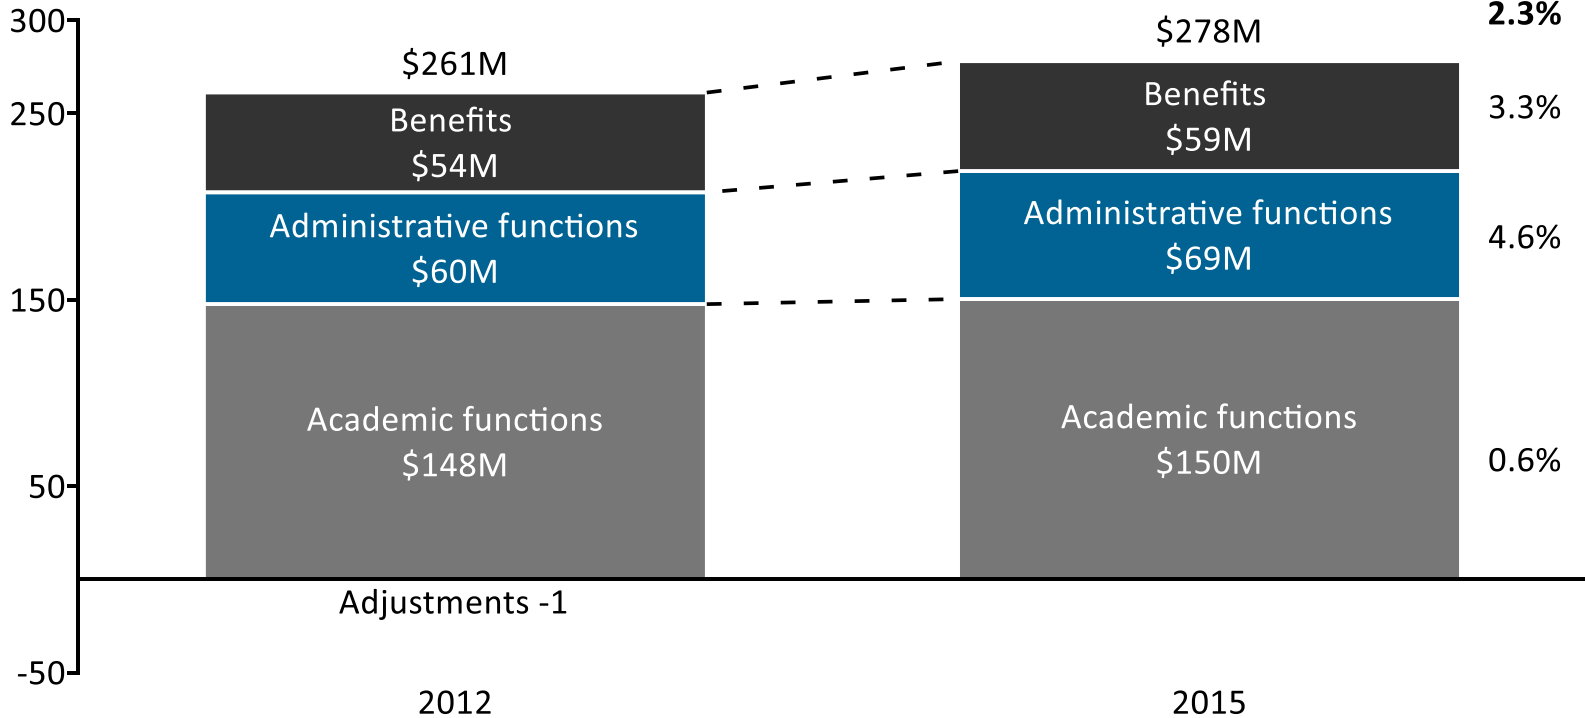 300
250
150
50
-50
$261M
Benefits
$54M
Administrative functions
$60M
Academic functions
$148M
Adjustments -1
2012
$278M
Benefits
$59M
Administrative functions
$69M
Academic functions
$150M
2015
2.3%
3.3%
4.6%
0.6%